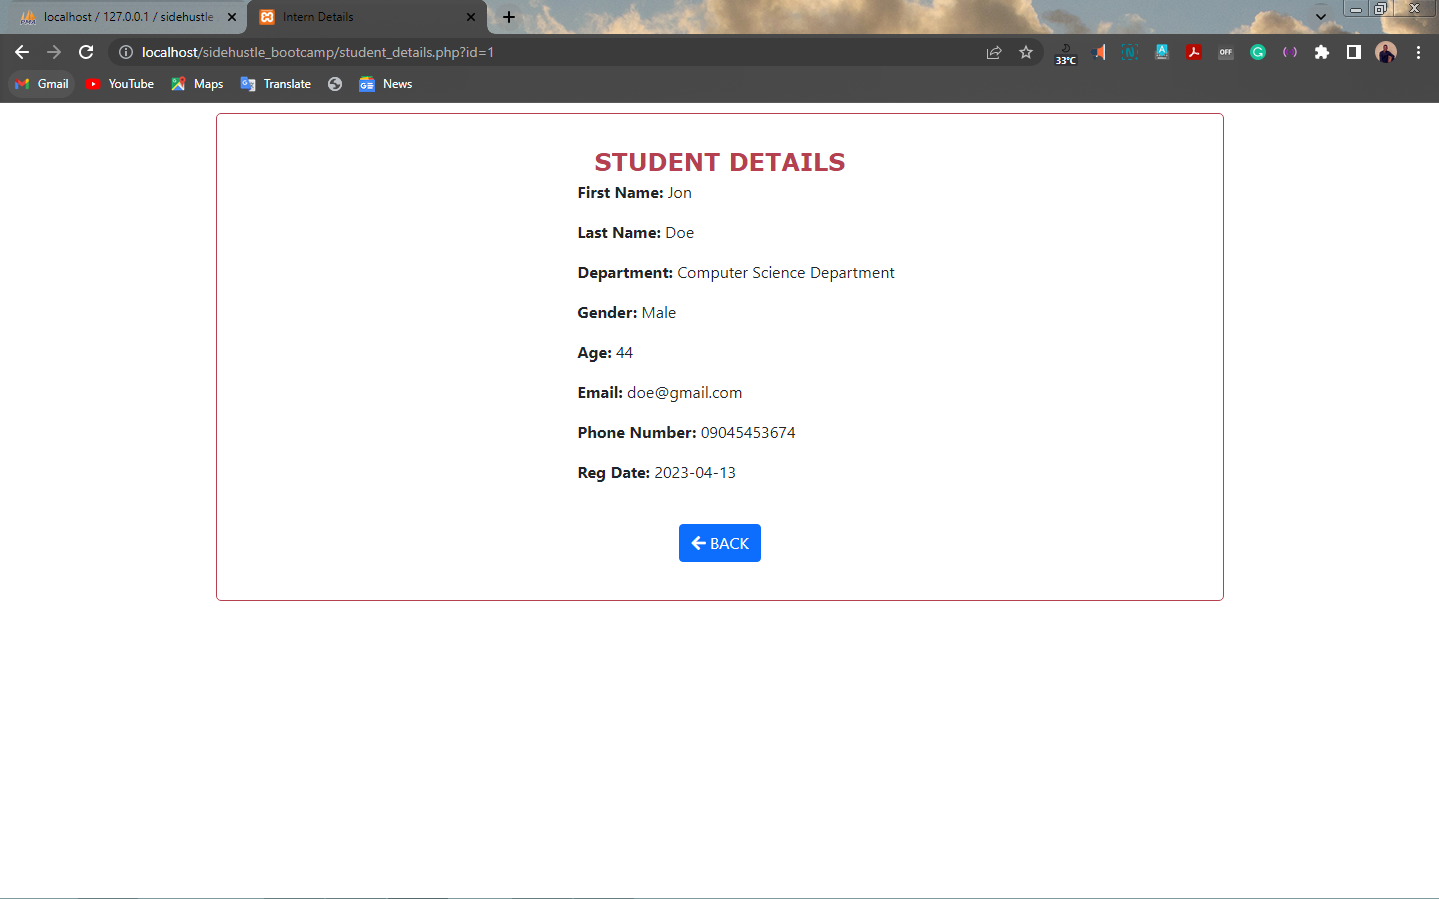 localhost / 127.0.0.1 / sidehustle
Intern Details
localhost/sidehustle_bootcamp/student_details.php?id=1
33°C
OFF
Gmail
YouTube
Maps
Translate
News
STUDENT DETAILS
First Name: Jon
Last Name: Doe
Department: Computer Science Department
Gender: Male
Age: 44
Email: doe@gmail.com
Phone Number: 09045453674
Reg Date: 2023-04-13
BACK